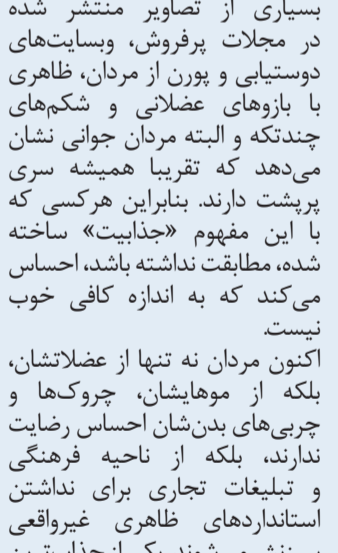 بسیاری از تصاویر منتشر شده
در مجلات پرفروش، وبسایت‌های
دوستیابی و پورن از مردان، ظاهری
با بازوهای عضلانی و شکم‌های
چندتکه و البته مردان جوانی نشان
می‌دهد که تقریبا همیشه سری
پرپشت دارند. بنابراین هرکسی که
با این مفهوم «جذابیت» ساخته
شده، مطابقت نداشته باشد، احساس
می‌کند که به اندازه کافی خوب
نیست.
اکنون مردان نه تنها از عضلاتشان،
بلکه از موهایشان، چروک‌ها و
چربی‌های بدن‌شان احساس رضایت
ندارند، بلکه از ناحیه فرهنگی
و تبلیغات تجاری برای نداشتن
استانداردهای ظاهری غیرواقعی